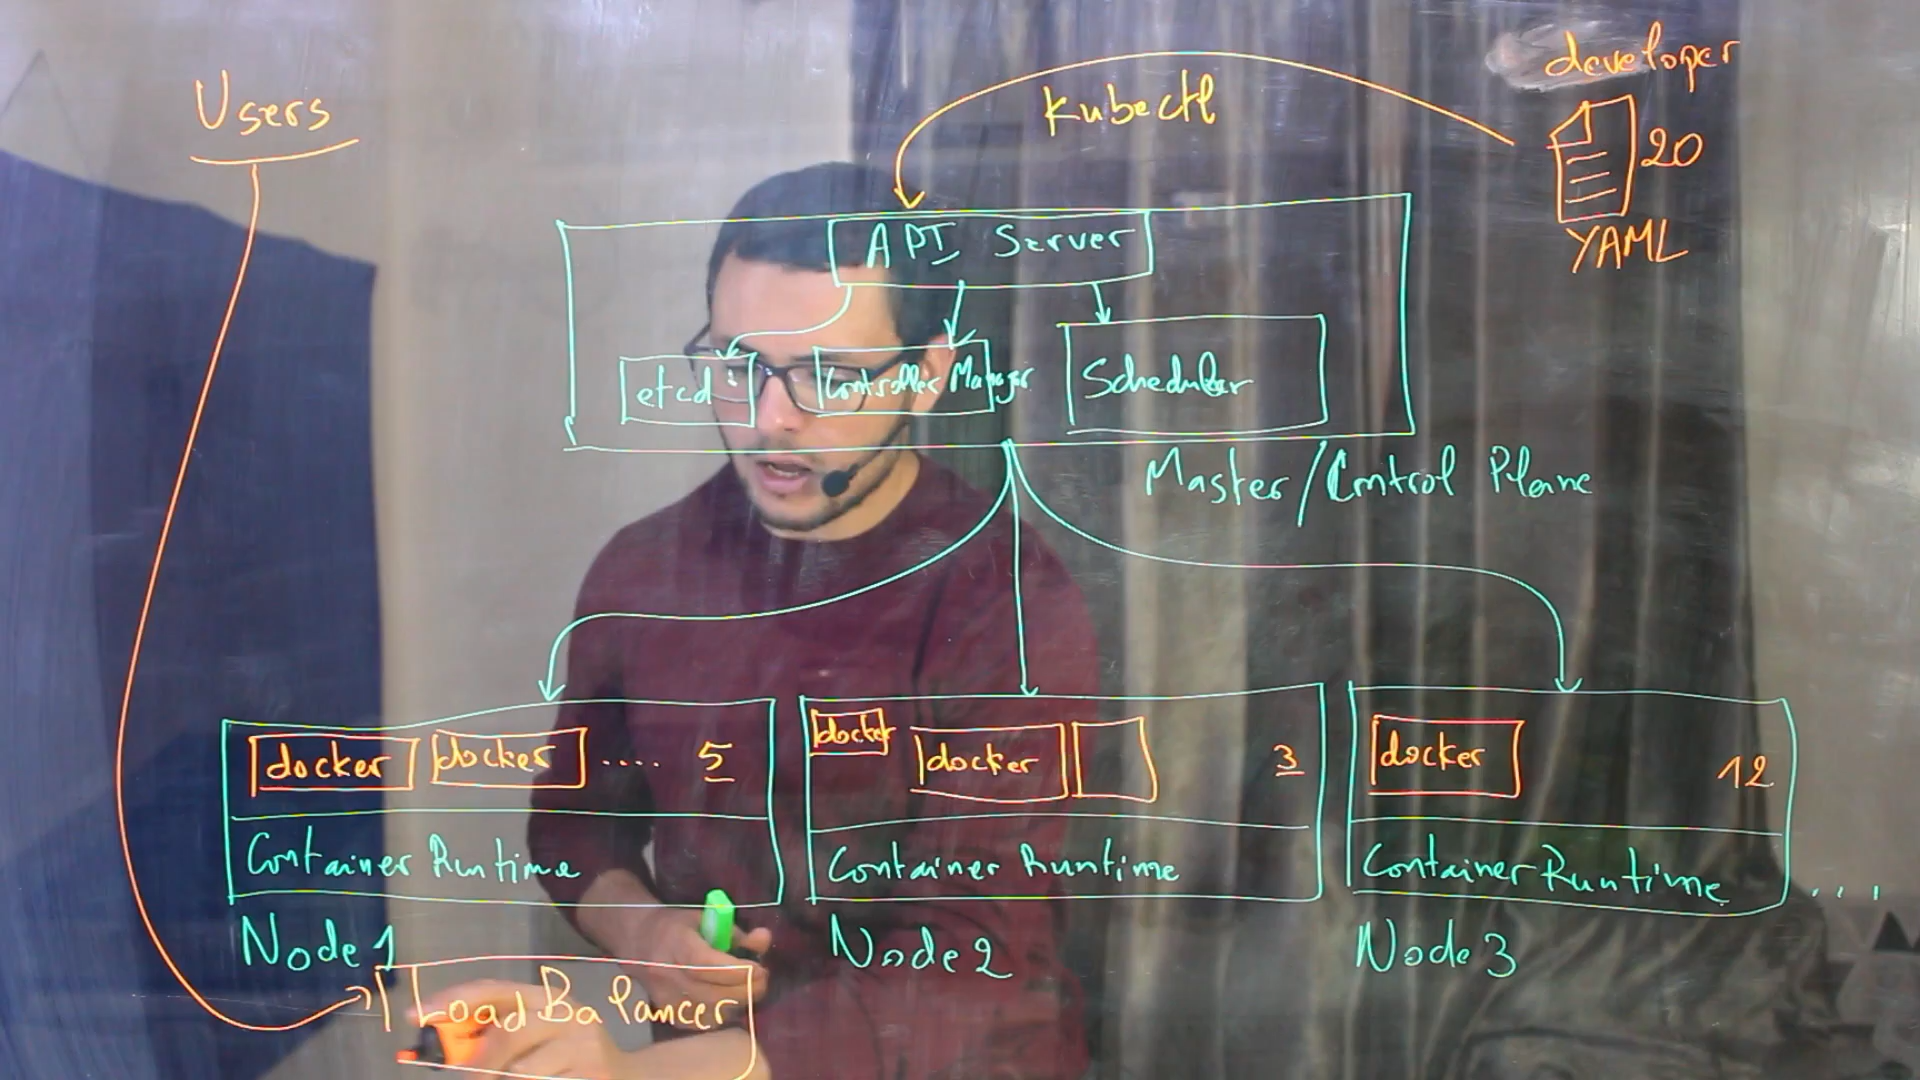 developer
Users
kubectl
20
YAML
API Server
etcd
Controller Manager
Scheduler
Master/Control Plane
docker docker .... 5
docker docker 3
docker 12
Container Runtime
Container Runtime
Container Runtime ....
Node 1
Node 2
Node 3
Load Balancer